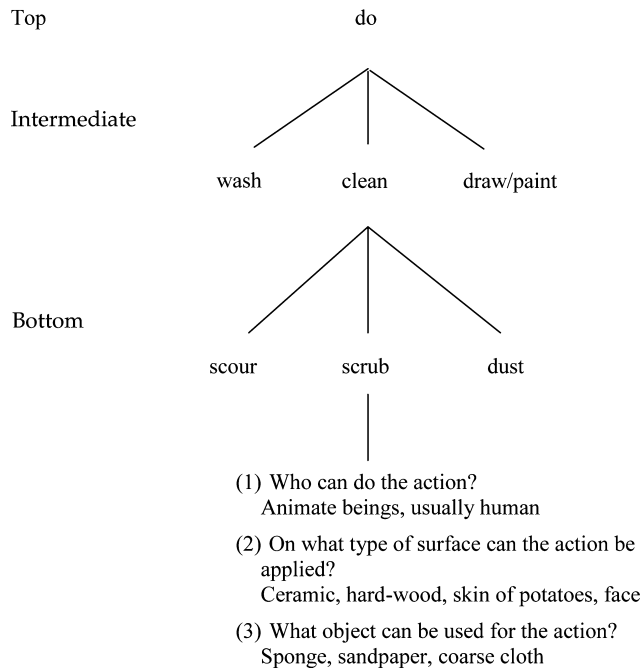 Top do
Intermediate
wash clean draw/paint
Bottom
scour scrub dust
(1) Who can do the action?
Animate beings, usually human
(2) On what type of surface can the action be
applied?
Ceramic, hard-wood, skin of potatoes, face
(3) What object can be used for the action?
Sponge, sandpaper, coarse cloth